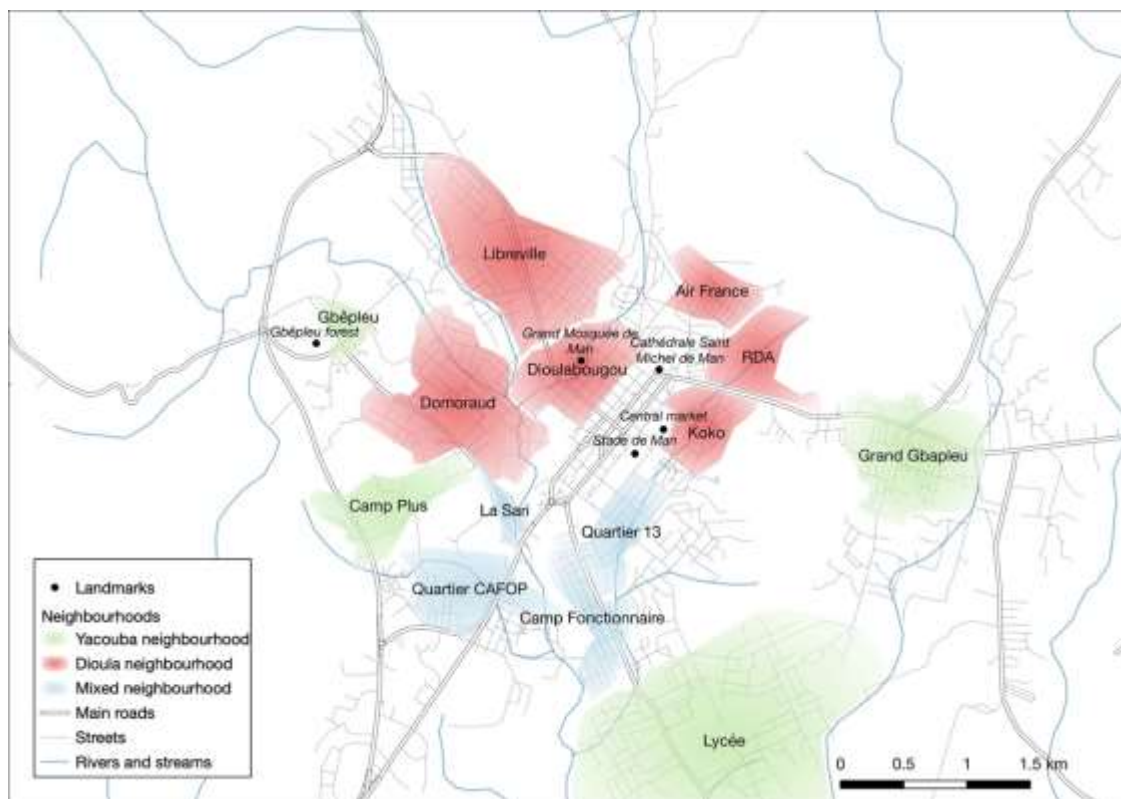 Libreville
Air France
Gbêpleu
Gbêpleu forest
Grand Mosquée de
Man
Dioulabougou
Cathédrale Saint
Michel de Man
RDA
Domoraud
Central market
Koko
Stade de Man
Grand Gbapleu
Camp Plus
La Sari
Quartier 13
Quartier CAFOP
Camp Fonctionnaire
Lycée
Landmarks
Neighbourhoods
Yacouba neighbourhood
Dioula neighbourhood
Mixed neighbourhood
Main roads
Streets
Rivers and streams
0 0.5 1 1.5 km